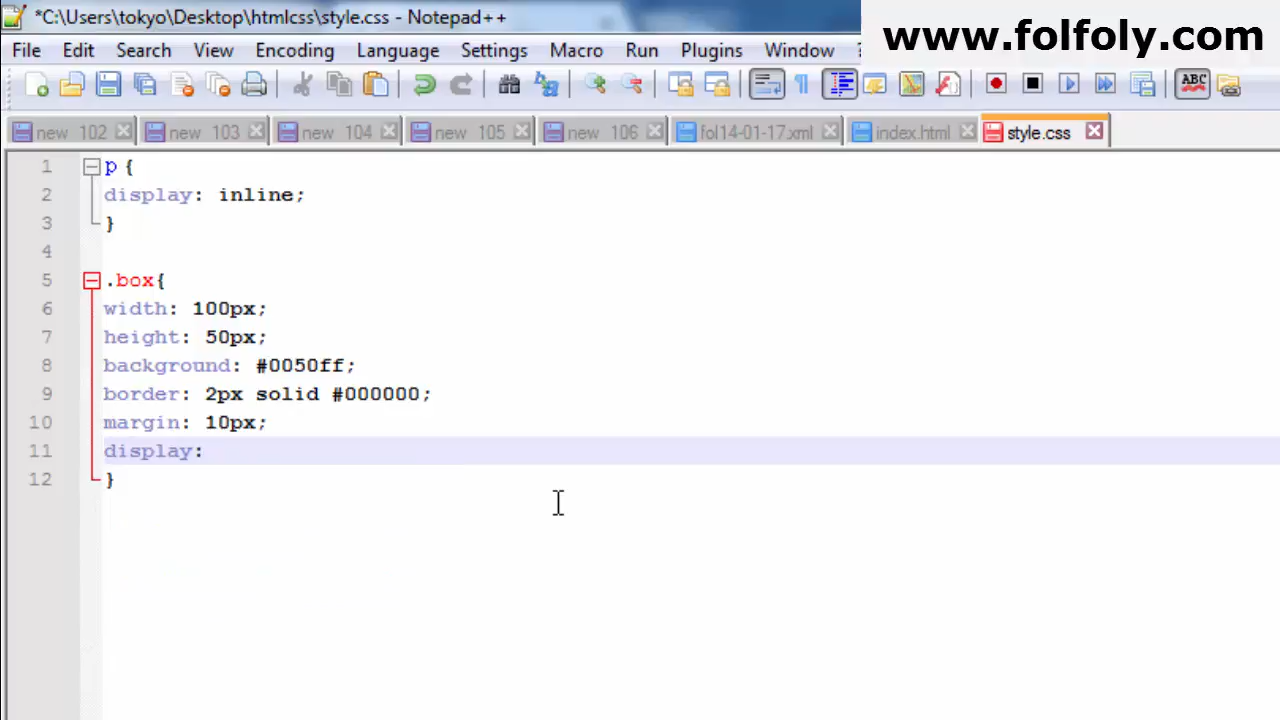 *C:\Users\tokyo\Desktop\htmlcss\style.css - Notepad++
www.folfoly.com
File Edit Search View Encoding Language Settings Macro Run Plugins Window ?
ABC
new 102 new 103 new 104 new 105 new 106 fol14-01-17.xml index.html style.css
1 p {
2 display: inline;
3 }
4
5 .box{
6 width: 100px;
7 height: 50px;
8 background: #0050ff;
9 border: 2px solid #000000;
10 margin: 10px;
11 display:
12 }